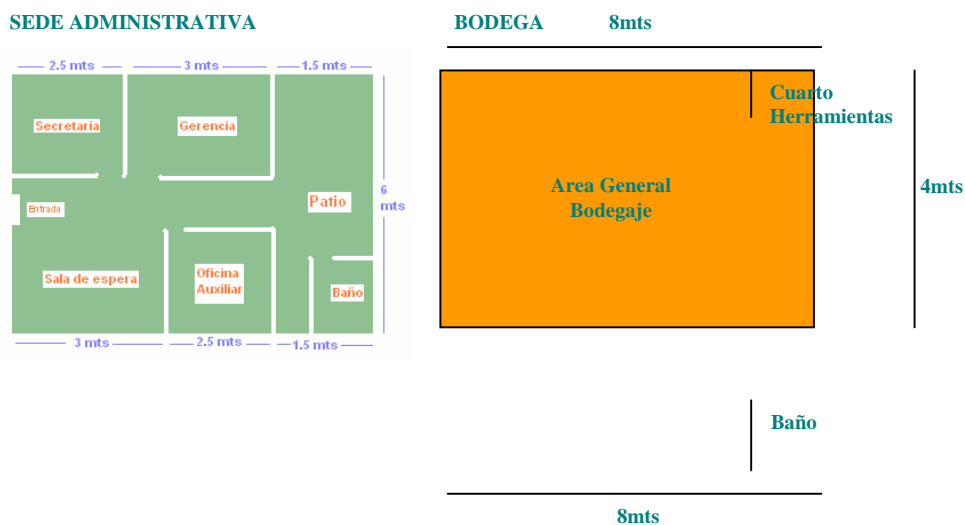 SEDE ADMINISTRATIVA
2.5 mts
3 mts
1.5 mts
Secretaria
Gerencia
Entrada
Patio
6
mts
Sala de espera
Oficina
Auxiliar
Baño
3 mts
2.5 mts
1.5 mts
BODEGA 8mts
Cuarto
Herramientas
Area General
Bodegaje
4mts
Baño
8mts